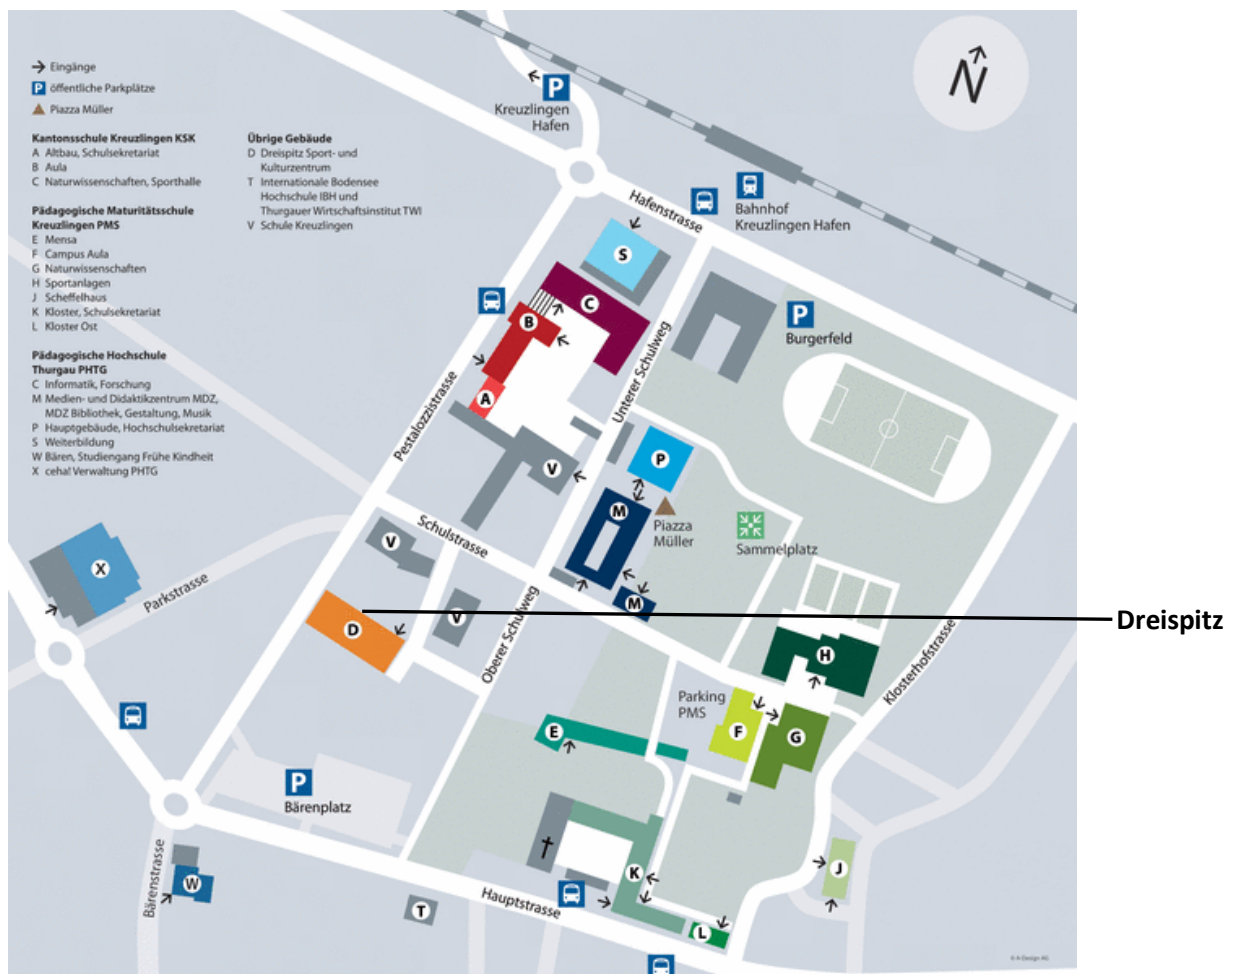 N
Eingänge
P öffentliche Parkplätze
Piazza Müller
Kantonsschule Kreuzlingen KSK
A Altbau, Schulsekretariat
B Aula
C Naturwissenschaften, Sporthalle
Pädagogische Maturitätsschule
Kreuzlingen PMS
E Mensa
F Campus Aula
G Naturwissenschaften
H Sportanlagen
J Scheffelhaus
K Kloster, Schulsekretariat
L Kloster Ost
Pädagogische Hochschule
Thurgau PHTG
C Informatik, Forschung
M Medien- und Didaktikzentrum MDZ,
MDZ Bibliothek, Gestaltung, Musik
P Hauptgebäude, Hochschulsekretariat
S Weiterbildung
W Bären, Studiengang Frühe Kindheit
X ceha! Verwaltung PHTG
Übrige Gebäude
D Dreispitz Sport- und
Kulturzentrum
T Internationale Bodensee
Hochschule IBH und
Thurgauer Wirtschaftsinstitut TWI
V Schule Kreuzlingen
P
Kreuzlingen
Hafen
Hafenstrasse
Bahnhof
Kreuzlingen Hafen
S
C
B
A
P
Burgerfeld
Unterer Schulweg
Pestalozzistrasse
V
P
M
Piazza
Müller
Sammelplatz
Schulstrasse
V
X
Parkstrasse
M
V
D
Dreispitz
Oberer Schulweg
H
Klosterhofstrasse
Parking
PMS
E
F
G
P
Bärenplatz
Bärenstrasse
W
K
J
Hauptstrasse
T
L
© A-Design AG